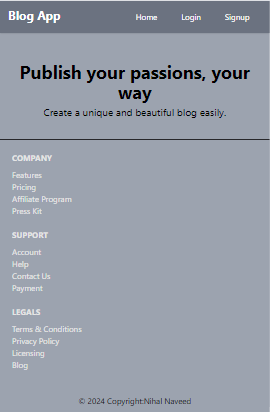 Blog App
Home Login Signup
Publish your passions, your
way
Create a unique and beautiful blog easily.
COMPANY
Features
Pricing
Affiliate Program
Press Kit
SUPPORT
Account
Help
Contact Us
Payment
LEGALS
Terms & Conditions
Privacy Policy
Licensing
Blog
© 2024 Copyright:Nihal Naveed